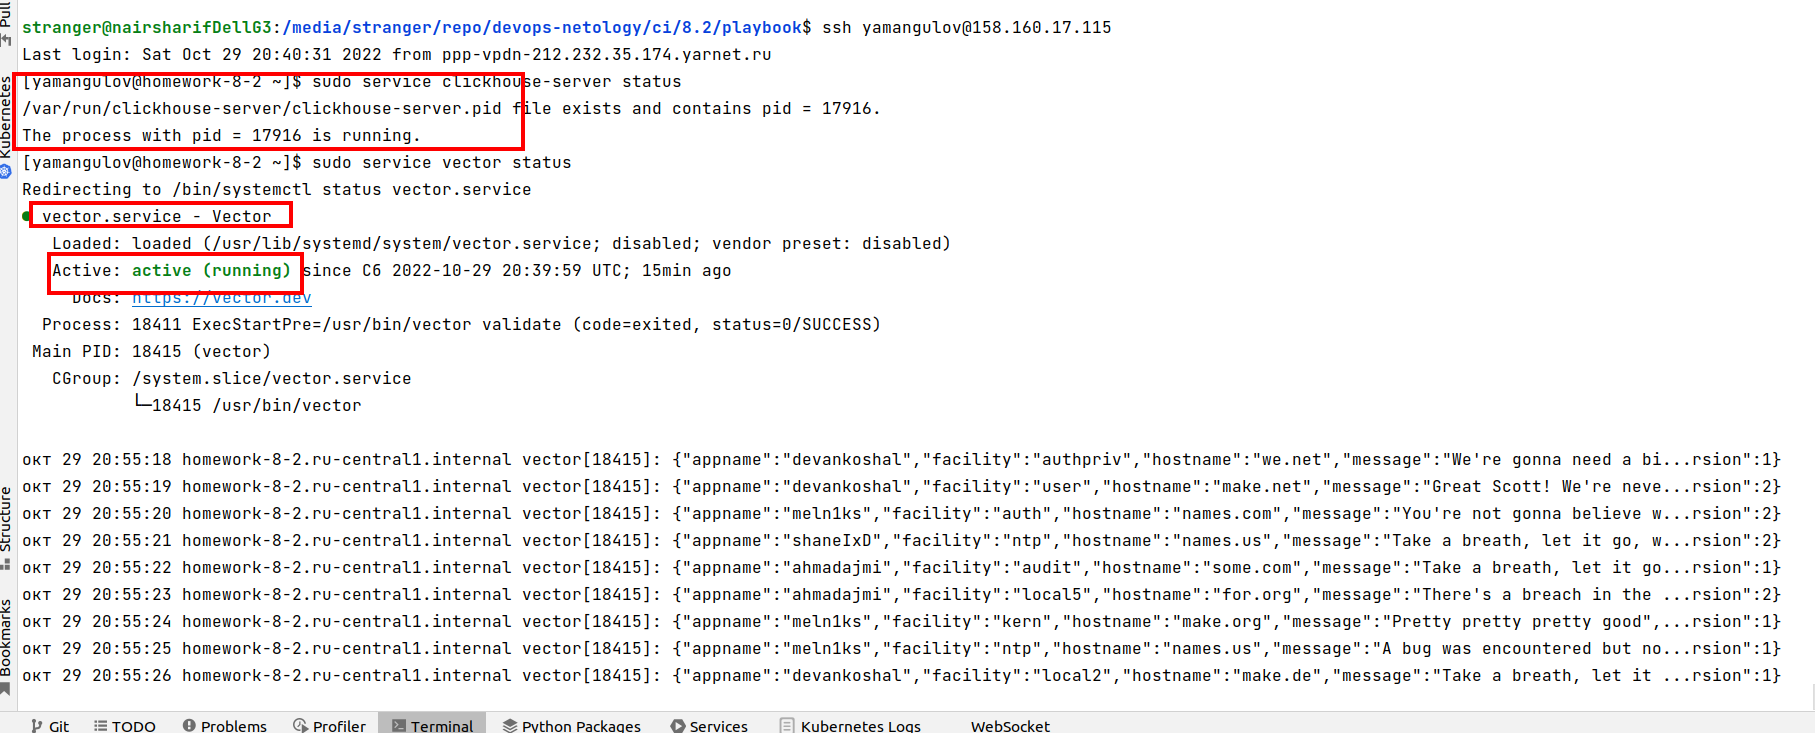 stranger@nairsharifDellG3:/media/stranger/repo/devops-netology/ci/8.2/playbook$ ssh yamangulov@158.160.17.115
Last login: Sat Oct 29 20:40:31 2022 from ppp-vpdn-212.232.35.174.yarnet.ru
[yamangulov@homework-8-2 ~]$ sudo service clickhouse-server status
/var/run/clickhouse-server/clickhouse-server.pid file exists and contains pid = 17916.
The process with pid = 17916 is running.
[yamangulov@homework-8-2 ~]$ sudo service vector status
Redirecting to /bin/systemctl status vector.service
● vector.service - Vector
Loaded: loaded (/usr/lib/systemd/system/vector.service; disabled; vendor preset: disabled)
Active: active (running) since Сб 2022-10-29 20:39:59 UTC; 15min ago
Docs: https://vector.dev
Process: 18411 ExecStartPre=/usr/bin/vector validate (code=exited, status=0/SUCCESS)
Main PID: 18415 (vector)
CGroup: /system.slice/vector.service
└─18415 /usr/bin/vector
окт 29 20:55:18 homework-8-2.ru-central1.internal vector[18415]: {"appname":"devankoshal","facility":"authpriv","hostname":"we.net","message":"We're gonna need a bi...rsion":1}
окт 29 20:55:19 homework-8-2.ru-central1.internal vector[18415]: {"appname":"devankoshal","facility":"user","hostname":"make.net","message":"Great Scott! We're neve...rsion":2}
окт 29 20:55:20 homework-8-2.ru-central1.internal vector[18415]: {"appname":"meln1ks","facility":"auth","hostname":"names.com","message":"You're not gonna believe w...rsion":2}
окт 29 20:55:21 homework-8-2.ru-central1.internal vector[18415]: {"appname":"shaneIxD","facility":"ntp","hostname":"names.us","message":"Take a breath, let it go, w...rsion":2}
окт 29 20:55:22 homework-8-2.ru-central1.internal vector[18415]: {"appname":"ahmadajmi","facility":"audit","hostname":"some.com","message":"Take a breath, let it go...rsion":1}
окт 29 20:55:23 homework-8-2.ru-central1.internal vector[18415]: {"appname":"ahmadajmi","facility":"local5","hostname":"for.org","message":"There's a breach in the ...rsion":2}
окт 29 20:55:24 homework-8-2.ru-central1.internal vector[18415]: {"appname":"meln1ks","facility":"kern","hostname":"make.org","message":"Pretty pretty pretty good",...rsion":1}
окт 29 20:55:25 homework-8-2.ru-central1.internal vector[18415]: {"appname":"meln1ks","facility":"ntp","hostname":"names.us","message":"A bug was encountered but no...rsion":1}
окт 29 20:55:26 homework-8-2.ru-central1.internal vector[18415]: {"appname":"devankoshal","facility":"local2","hostname":"make.de","message":"Take a breath, let it ...rsion":1}
Pull
Kubernetes
Structure
Bookmarks
Git TODO Problems Profiler Terminal Python Packages Services Kubernetes Logs WebSocket